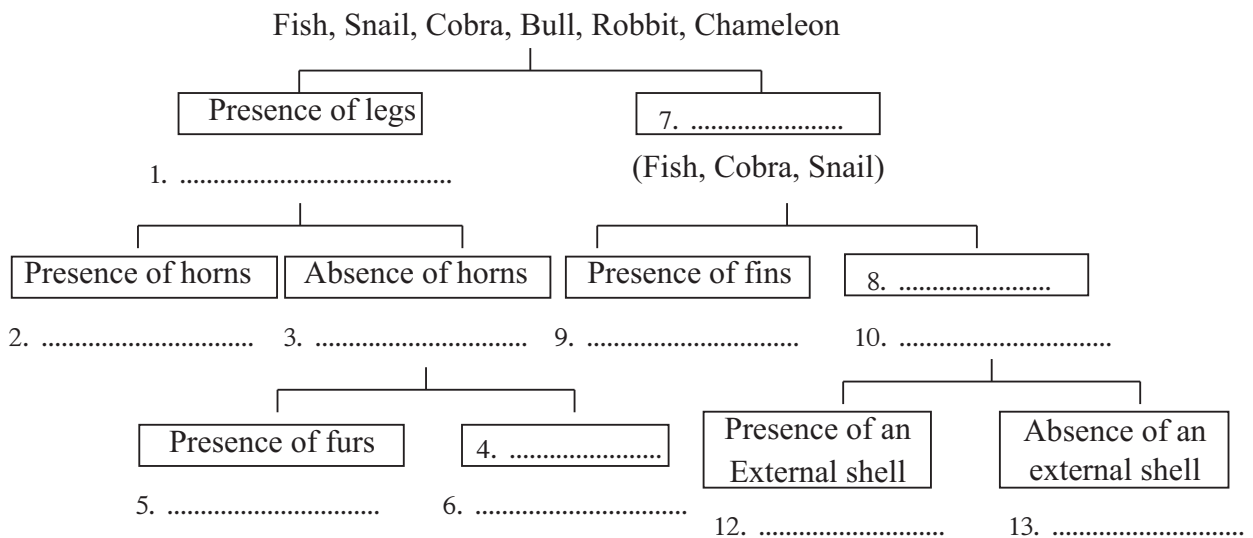 Fish, Snail, Cobra, Bull, Robbit, Chameleon
Presence of legs
7. .......................
1. .........................................
(Fish, Cobra, Snail)
Presence of horns
Absence of horns
Presence of fins
8. .......................
2. ................................
3. ................................
9. ................................
10. ................................
Presence of furs
4. .......................
Presence of an
External shell
Absence of an
external shell
5. ................................
6. ................................
12. ............................
13. .............................